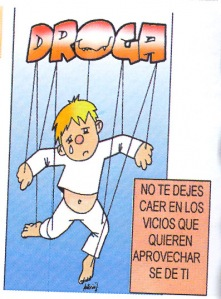 DROGA
NO TE DEJES
CAER EN LOS
VICIOS QUE
QUIEREN
APROVECHAR
SE DE TI